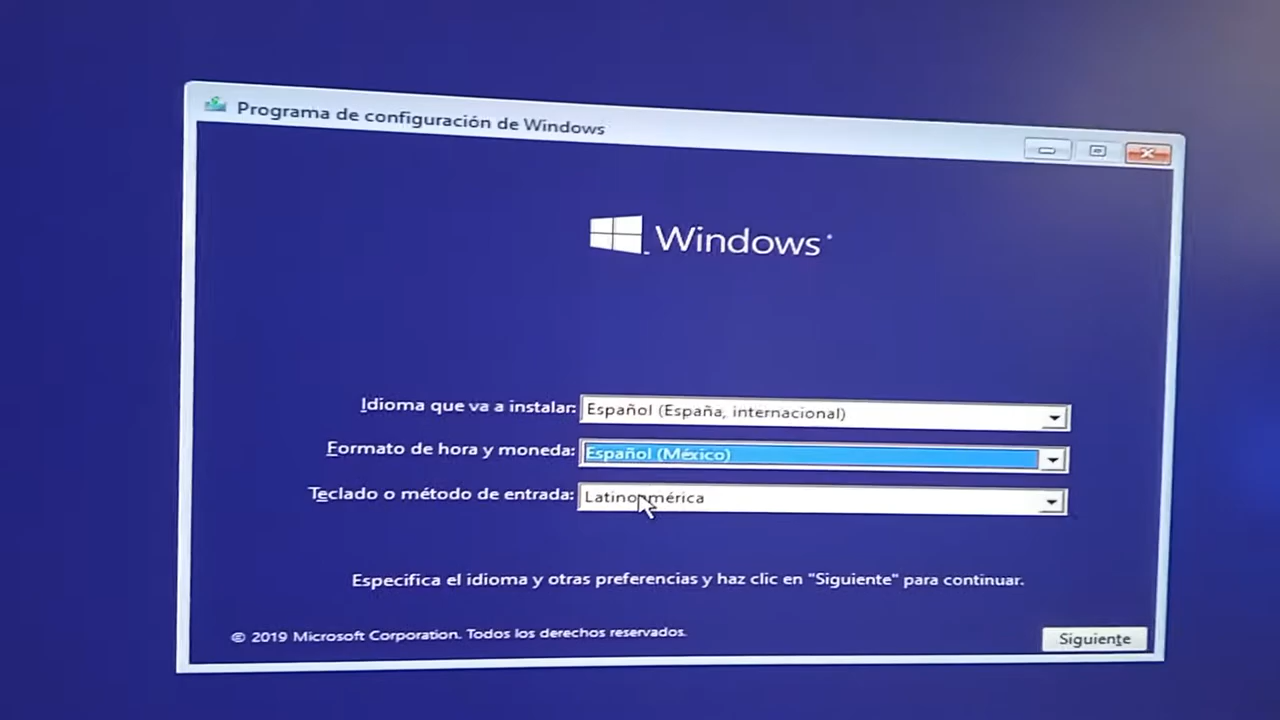 Programa de configuración de Windows
Windows
Idioma que va a instalar: Español (España, internacional)
Formato de hora y moneda: Español (México)
Teclado o método de entrada: Latinoamérica
Especifica el idioma y otras preferencias y haz clic en "Siguiente" para continuar.
© 2019 Microsoft Corporation. Todos los derechos reservados.
Siguiente